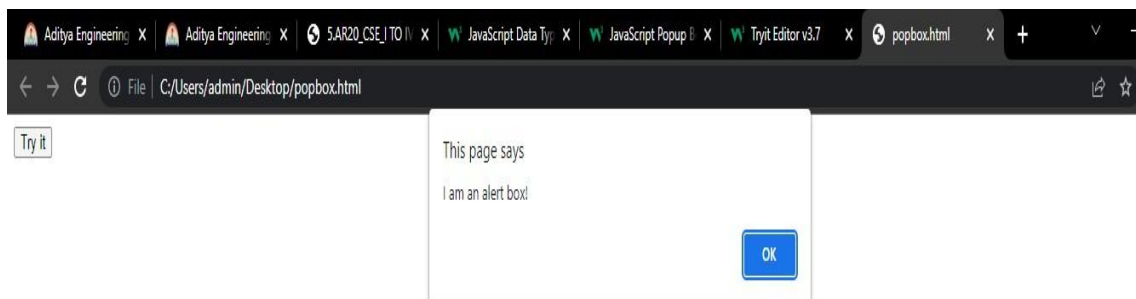 Aditya Engineering
Aditya Engineering
5.AR20_CSE_I TO IV
JavaScript Data Typ
JavaScript Popup B
Tryit Editor v3.7
popbox.html
File | C:/Users/admin/Desktop/popbox.html
Try it
This page says
I am an alert box!
OK